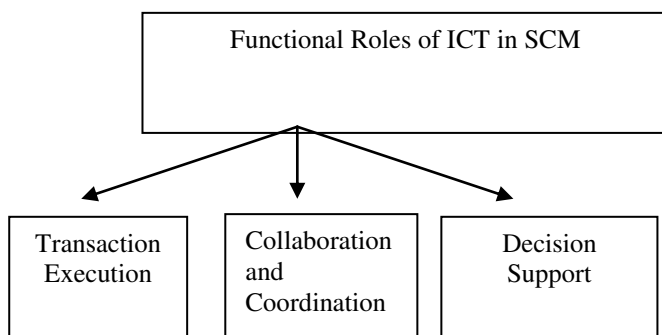 Functional Roles of ICT in SCM
Transaction
Execution
Collaboration
and
Coordination
Decision
Support